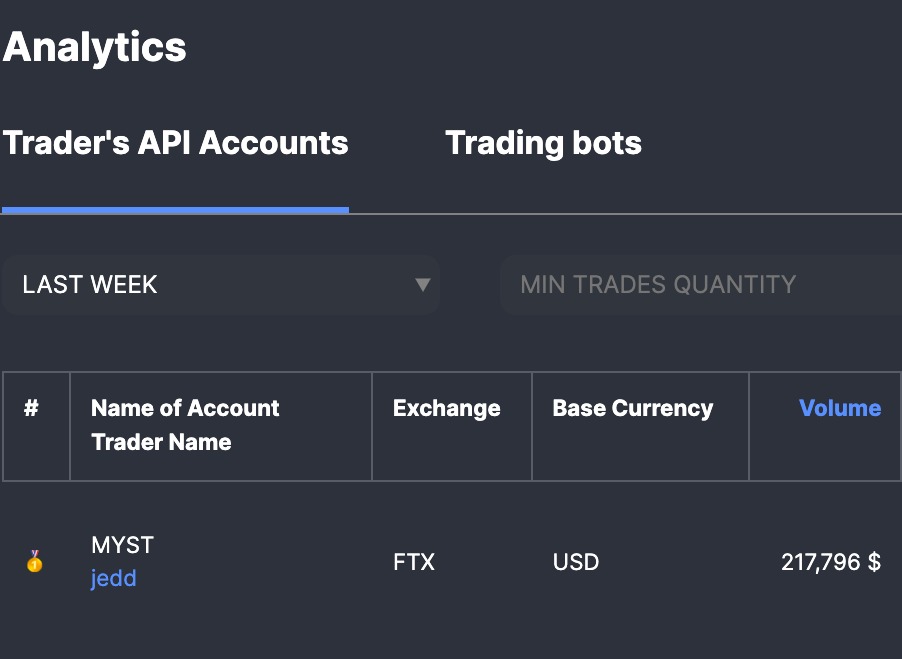 Analytics
Trader's API Accounts Trading bots
LAST WEEK MIN TRADES QUANTITY
# Name of Account Exchange Base Currency Volume
Trader Name
MYST
jedd
FTX USD 217,796 $